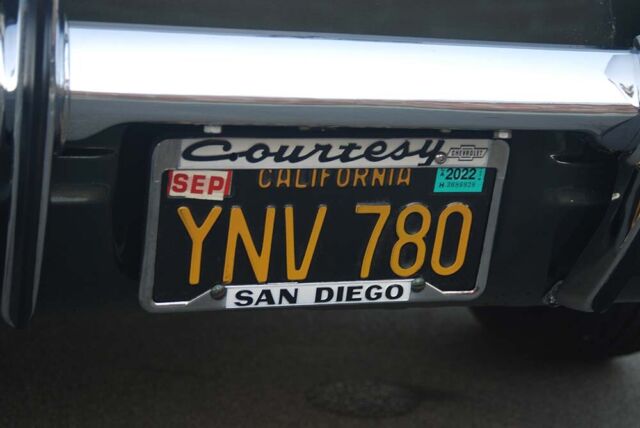 Courtesy CHEVROLET
SEP CALIFORNIA 2022
YNV 780
SAN DIEGO